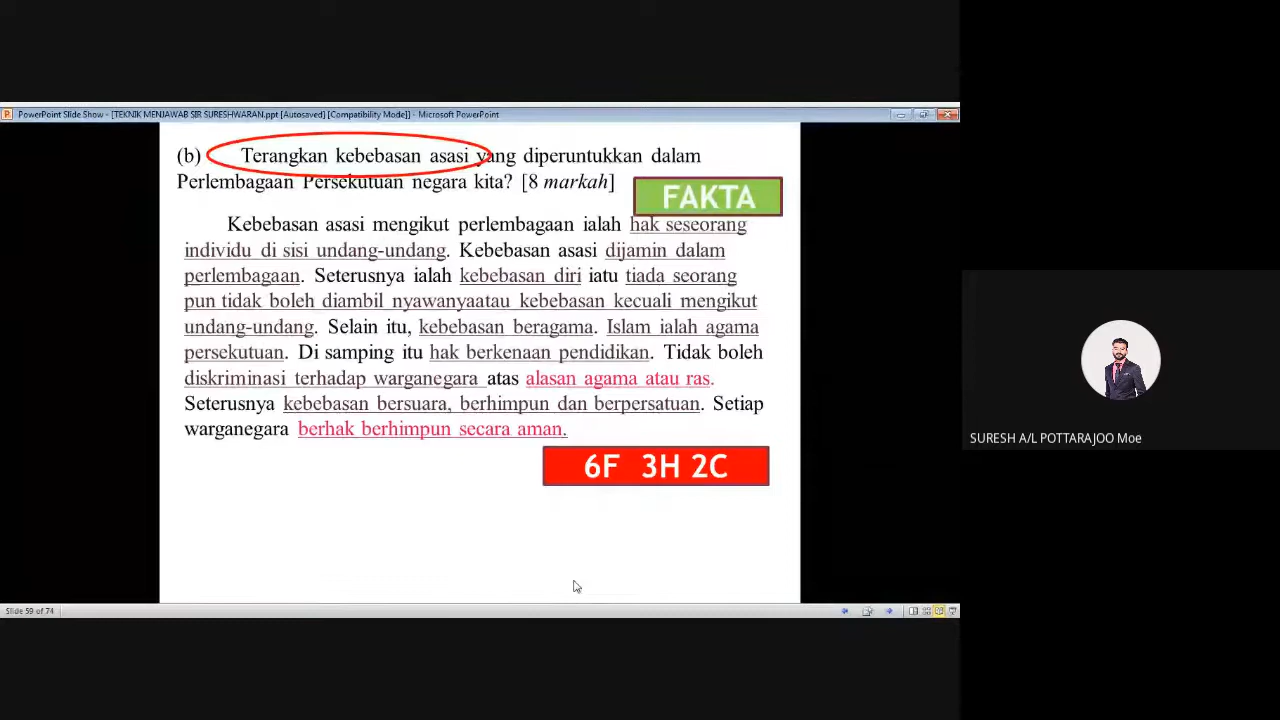 PowerPoint Slide Show - [TEKNIK MENJAWAB SIR SURESHWARAN.ppt [Autosaved] [Compatibility Mode]] - Microsoft PowerPoint
(b) Terangkan kebebasan asasi yang diperuntukkan dalam
Perlembagaan Persekutuan negara kita? [8 markah]
FAKTA
Kebebasan asasi mengikut perlembagaan ialah hak seseorang
individu di sisi undang-undang. Kebebasan asasi dijamin dalam
perlembagaan. Seterusnya ialah kebebasan diri iatu tiada seorang
pun tidak boleh diambil nyawanyaatau kebebasan kecuali mengikut
undang-undang. Selain itu, kebebasan beragama. Islam ialah agama
persekutuan. Di samping itu hak berkenaan pendidikan. Tidak boleh
diskriminasi terhadap warganegara atas alasan agama atau ras.
Seterusnya kebebasan bersuara, berhimpun dan berpersatuan. Setiap
warganegara berhak berhimpun secara aman.
6F 3H 2C
SURESH A/L POTTARAJOO Moe
Slide 59 of 74